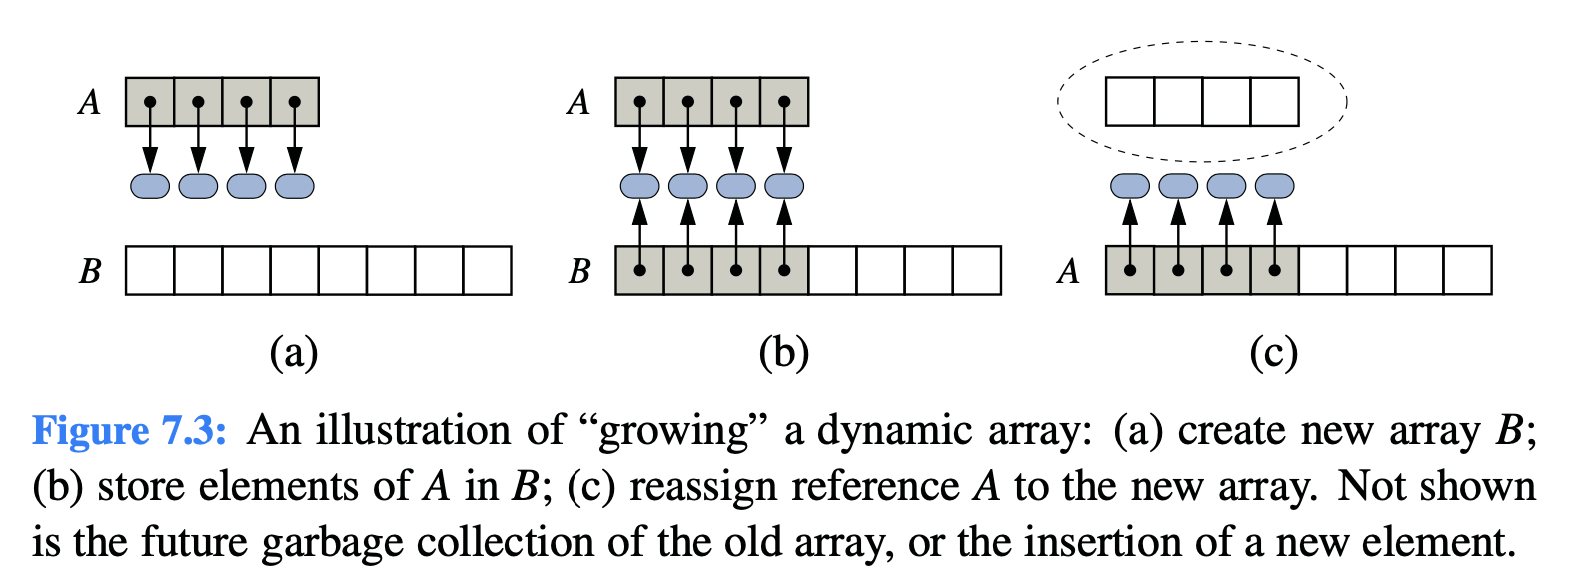 A A
B B A
(a) (b) (c)
Figure 7.3: An illustration of “growing” a dynamic array: (a) create new array B;
(b) store elements of A in B; (c) reassign reference A to the new array. Not shown
is the future garbage collection of the old array, or the insertion of a new element.